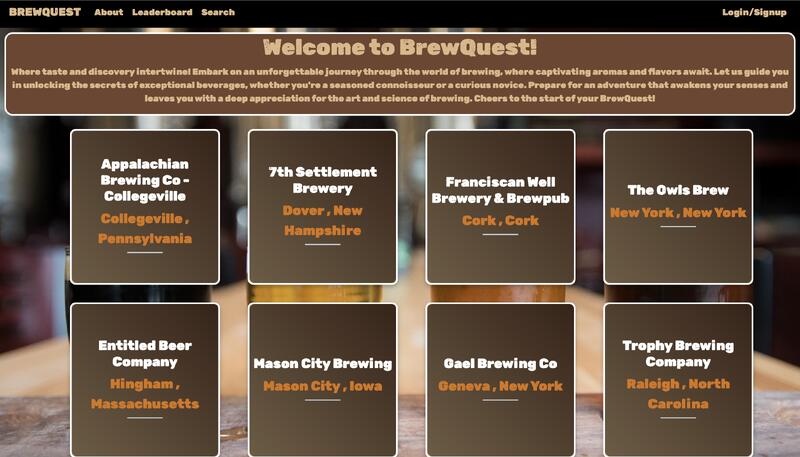 BREWQUEST About Leaderboard Search Login/Signup
Welcome to BrewQuest!
Where taste and discovery intertwine! Embark on an unforgettable journey through the world of brewing, where captivating aromas and flavors await. Let us guide you
in unlocking the secrets of exceptional beverages, whether you're a seasoned connoisseur or a curious novice. Prepare for an adventure that awakens your senses and
leaves you with a deep appreciation for the art and science of brewing. Cheers to the start of your BrewQuest!
Appalachian
Brewing Co -
Collegeville
Collegeville ,
Pennsylvania
7th Settlement
Brewery
Dover , New
Hampshire
Franciscan Well
Brewery & Brewpub
Cork , Cork
The Owls Brew
New York , New York
Entitled Beer
Company
Hingham ,
Massachusetts
Mason City Brewing
Mason City , Iowa
Gael Brewing Co
Geneva , New York
Trophy Brewing
Company
Raleigh , North
Carolina